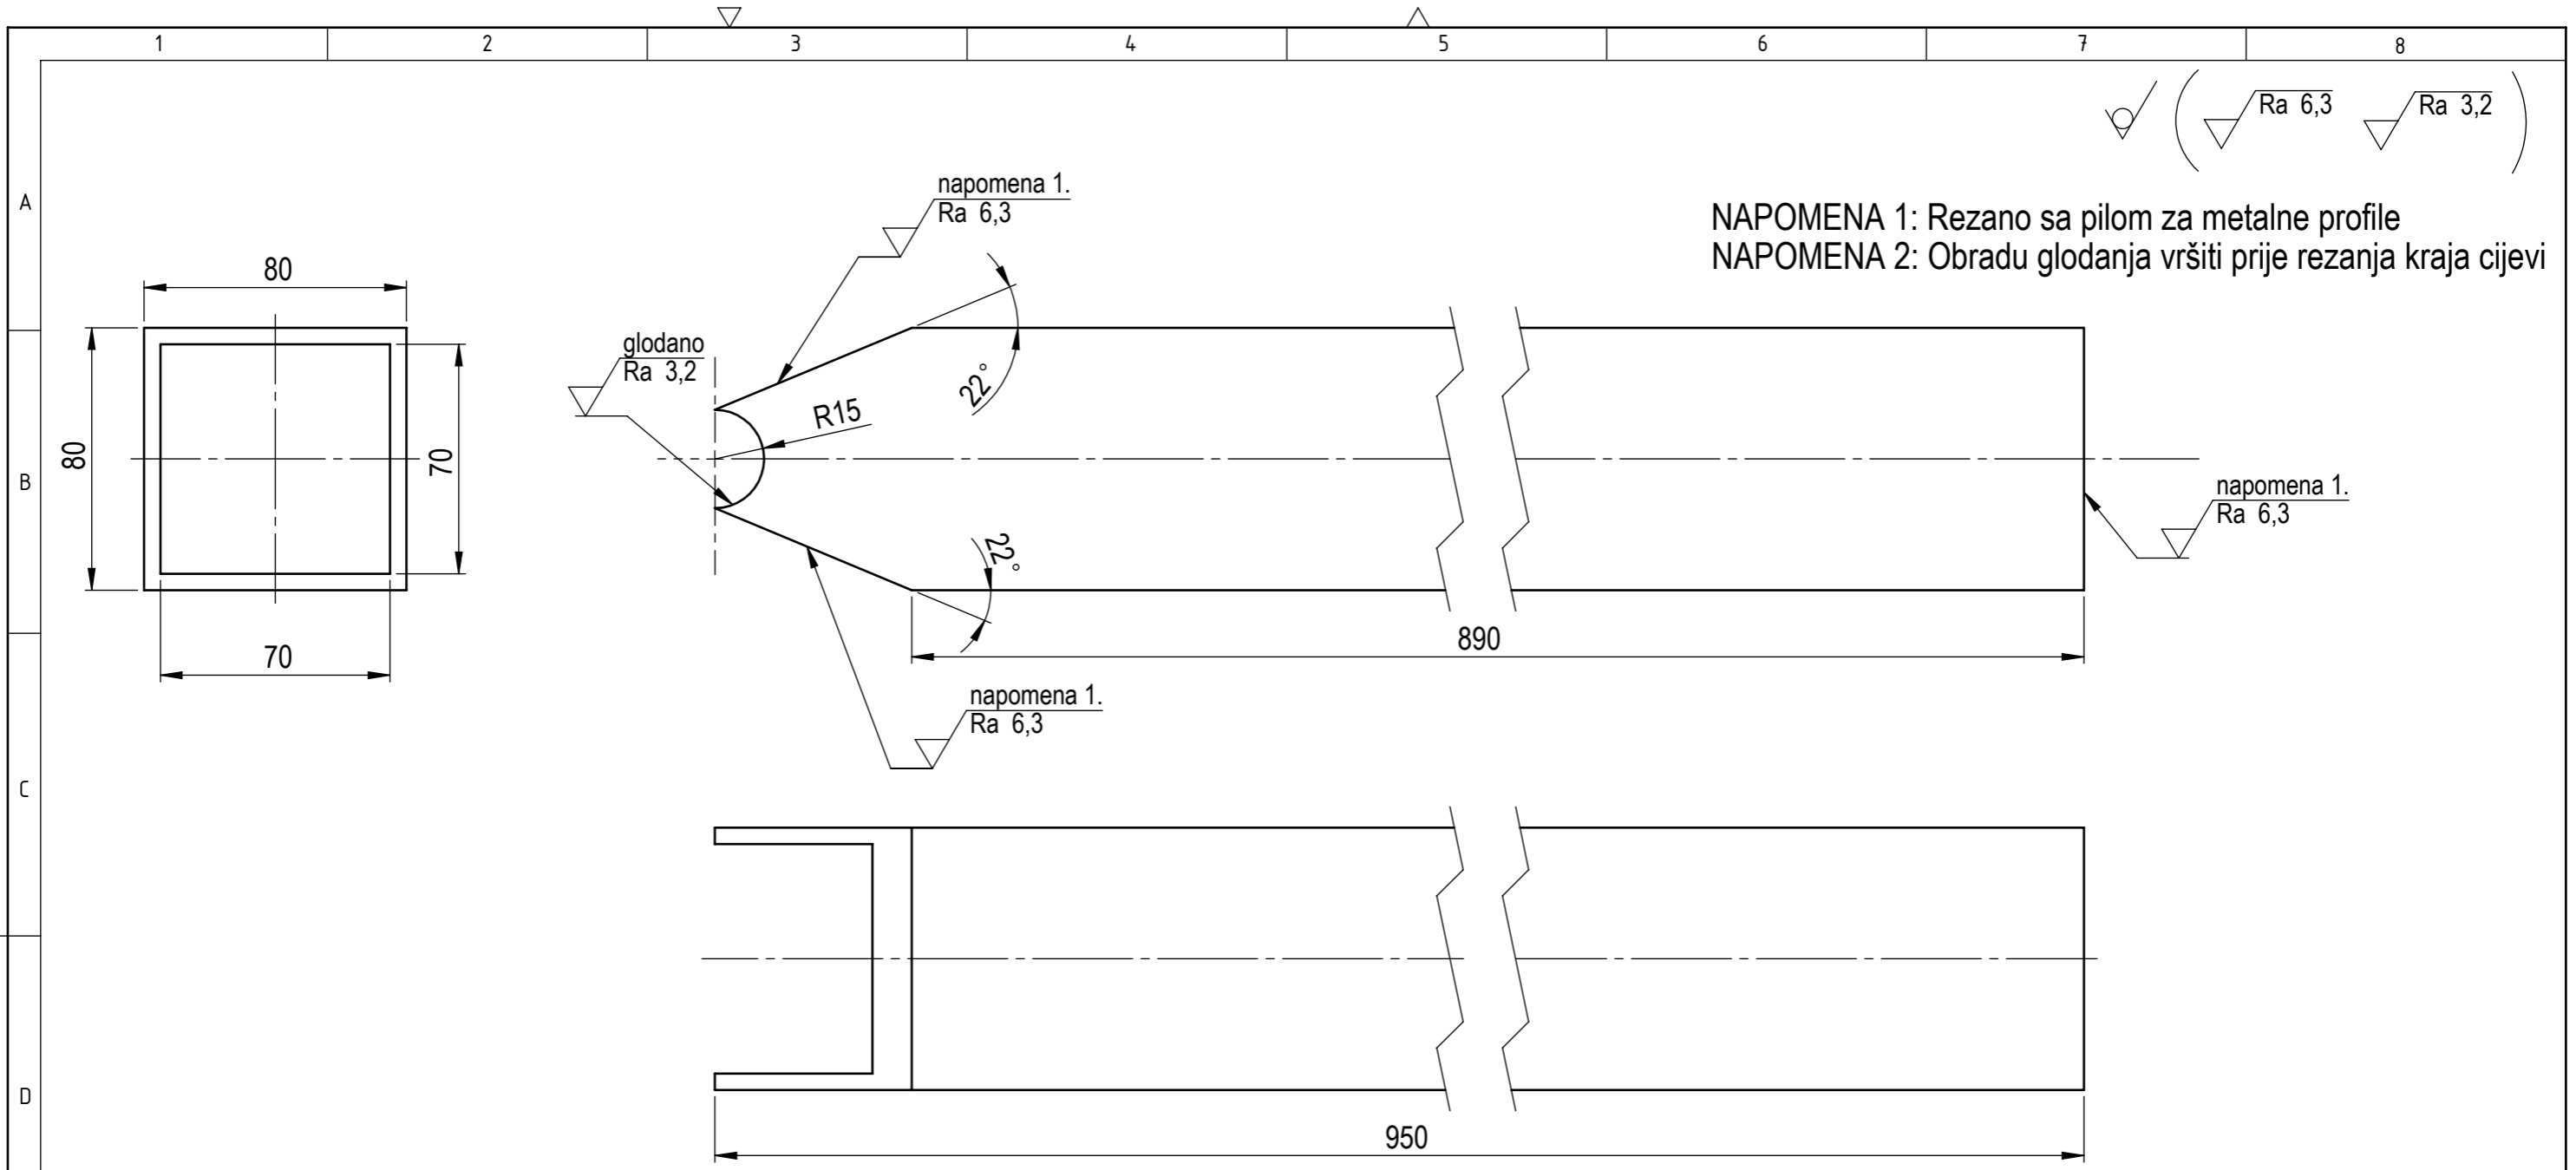 1 2 3 4 5 6 7 8
Ra 6,3 Ra 3,2
A
napomena 1.
Ra 6,3
NAPOMENA 1: Rezano sa pilom za metalne profile
NAPOMENA 2: Obradu glodanja vršiti prije rezanja kraja cijevi
80
glodano
Ra 3,2
22°
R15
80
70
B
napomena 1.
Ra 6,3
22°
890
70
napomena 1.
Ra 6,3
C
D
950